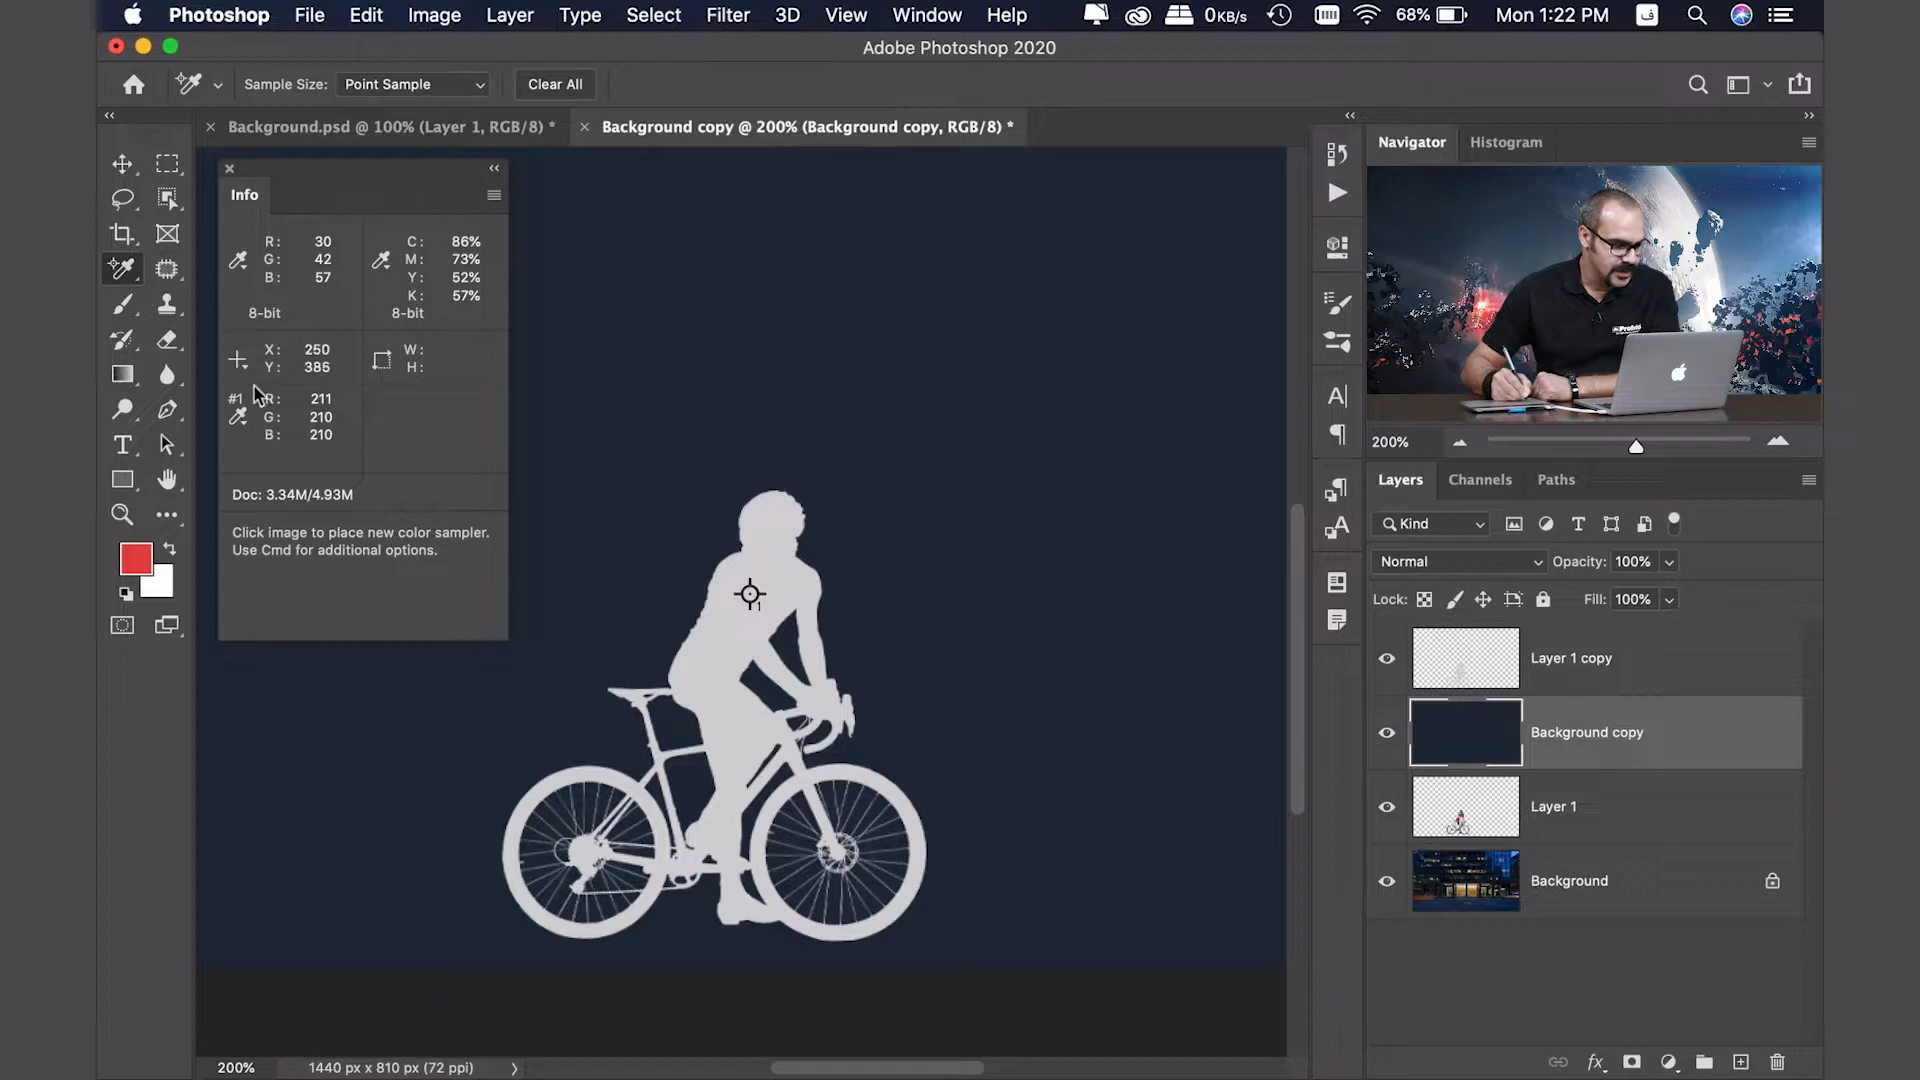 Photoshop File Edit Image Layer Type Select Filter 3D View Window Help 0KB/s 68% Mon 1:22 PM ف
Adobe Photoshop 2020
Sample Size: Point Sample Clear All
Background.psd @ 100% (Layer 1, RGB/8) * Background copy @ 200% (Background copy, RGB/8) *
Info
R: 30 C: 86%
G: 42 M: 73%
B: 57 Y: 52%
K: 57%
8-bit 8-bit
X: 250 W:
Y: 385 H:
#1 R: 211
G: 210
B: 210
Doc: 3.34M/4.93M
Click image to place new color sampler.
Use Cmd for additional options.
1
200% 1440 px x 810 px (72 ppi)
Navigator Histogram
200%
Layers Channels Paths
Kind
Normal Opacity: 100%
Lock: Fill: 100%
Layer 1 copy
Background copy
Layer 1
Background